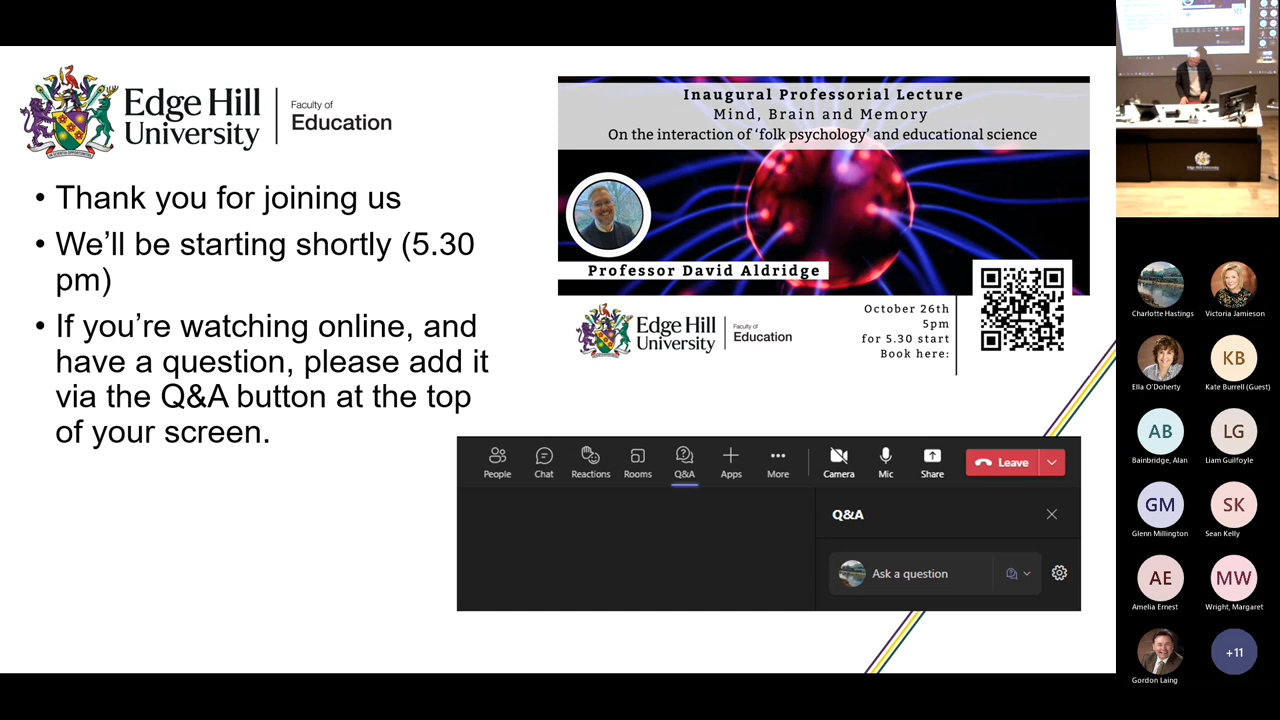 Edge Hill
University
Faculty of
Education
• Thank you for joining us
• We’ll be starting shortly (5.30
pm)
• If you’re watching online, and
have a question, please add it
via the Q&A button at the top
of your screen.
Inaugural Professorial Lecture
Mind, Brain and Memory
On the interaction of ‘folk psychology’ and educational science
Professor David Aldridge
Edge Hill
University
Faculty of
Education
October 26th
5pm
for 5.30 start
Book here:
People
Chat
Reactions
Rooms
Q&A
Apps
More
Camera
Mic
Share
Leave
Q&A
Ask a question
Edge Hill University
Charlotte Hastings
Victoria Jamieson
Ella O'Doherty
KB
Kate Burrell (Guest)
AB
Bainbridge, Alan
LG
Liam Guilfoyle
GM
Glenn Millington
SK
Sean Kelly
AE
Amelia Ernest
MW
Wright, Margaret
Gordon Laing
+11